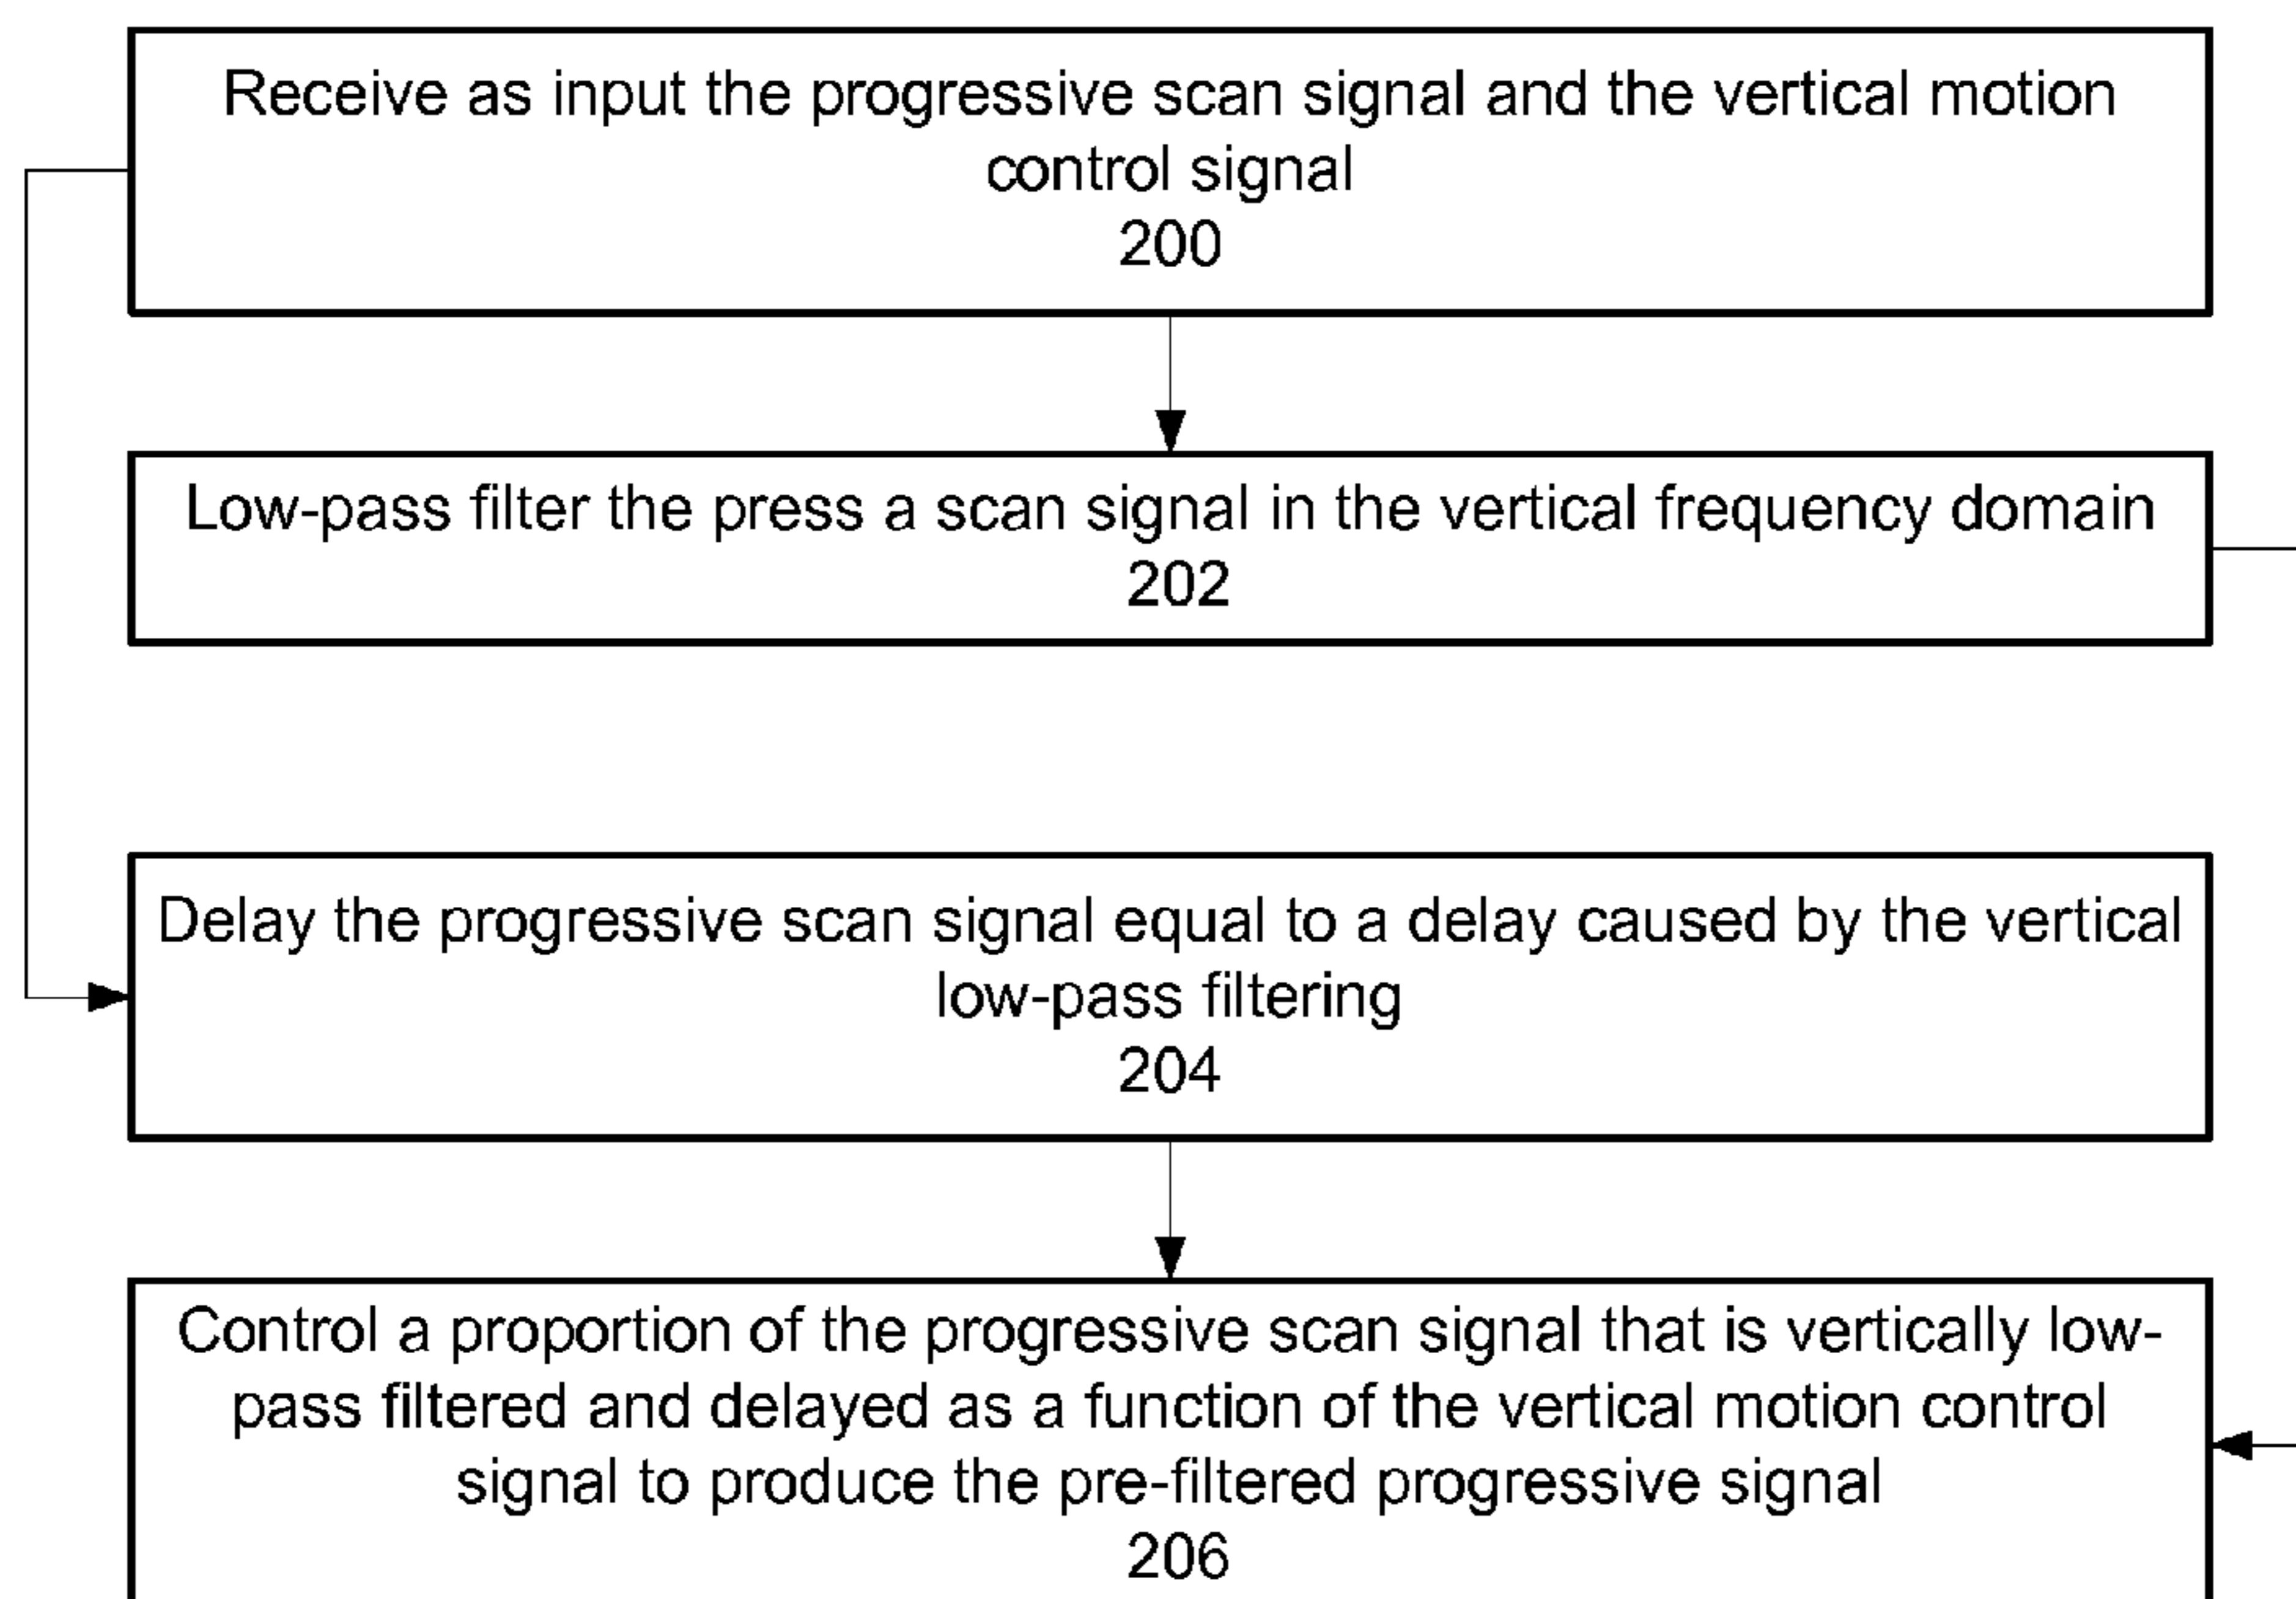 Receive as input the progressive scan signal and the vertical motion
control signal
200
Low-pass filter the press a scan signal in the vertical frequency domain
202
Delay the progressive scan signal equal to a delay caused by the vertical
low-pass filtering
204
Control a proportion of the progressive scan signal that is vertically low-
pass filtered and delayed as a function of the vertical motion control
signal to produce the pre-filtered progressive signal
206